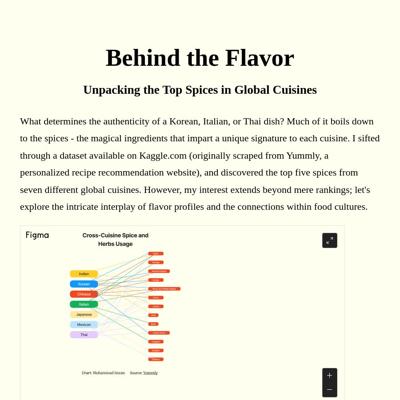 Behind the Flavor
Unpacking the Top Spices in Global Cuisines
What determines the authenticity of a Korean, Italian, or Thai dish? Much of it boils down
to the spices - the magical ingredients that impart a unique signature to each cuisine. I sifted
through a dataset available on Kaggle.com (originally scraped from Yummly, a
personalized recipe recommendation website), and discovered the top five spices from
seven different global cuisines. However, my interest extends beyond mere rankings; let's
explore the intricate interplay of flavor profiles and the connections within food cultures.
Figma
Cross-Cuisine Spice and
Herbs Usage
Indian
Korean
Chinese
Italian
Japanese
Mexican
Thai
Source: Yummly
+
−